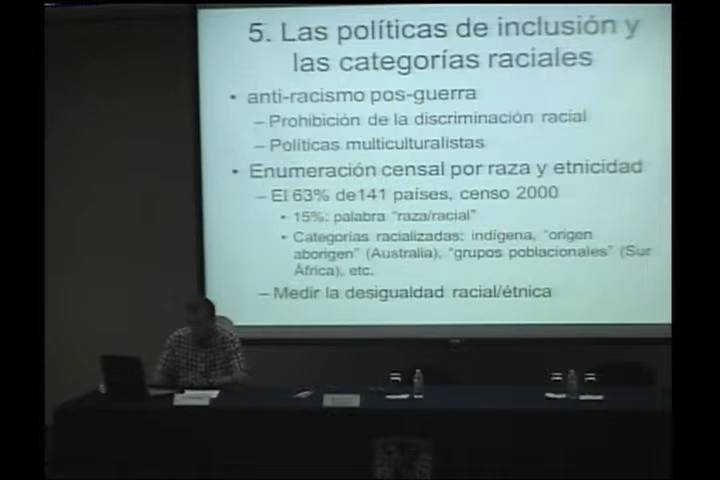 5. Las políticas de inclusión y
las categorías raciales
• anti-racismo pos-guerra
– Prohibición de la discriminación racial
– Políticas multiculturalistas
• Enumeración censal por raza y etnicidad
– El 63% de141 países, censo 2000
• 15%: palabra "raza/racial"
• Categorías racializadas: indígena, "origen
aborigen" (Australia), "grupos poblacionales" (Sur
África), etc.
– Medir la desigualdad racial/étnica